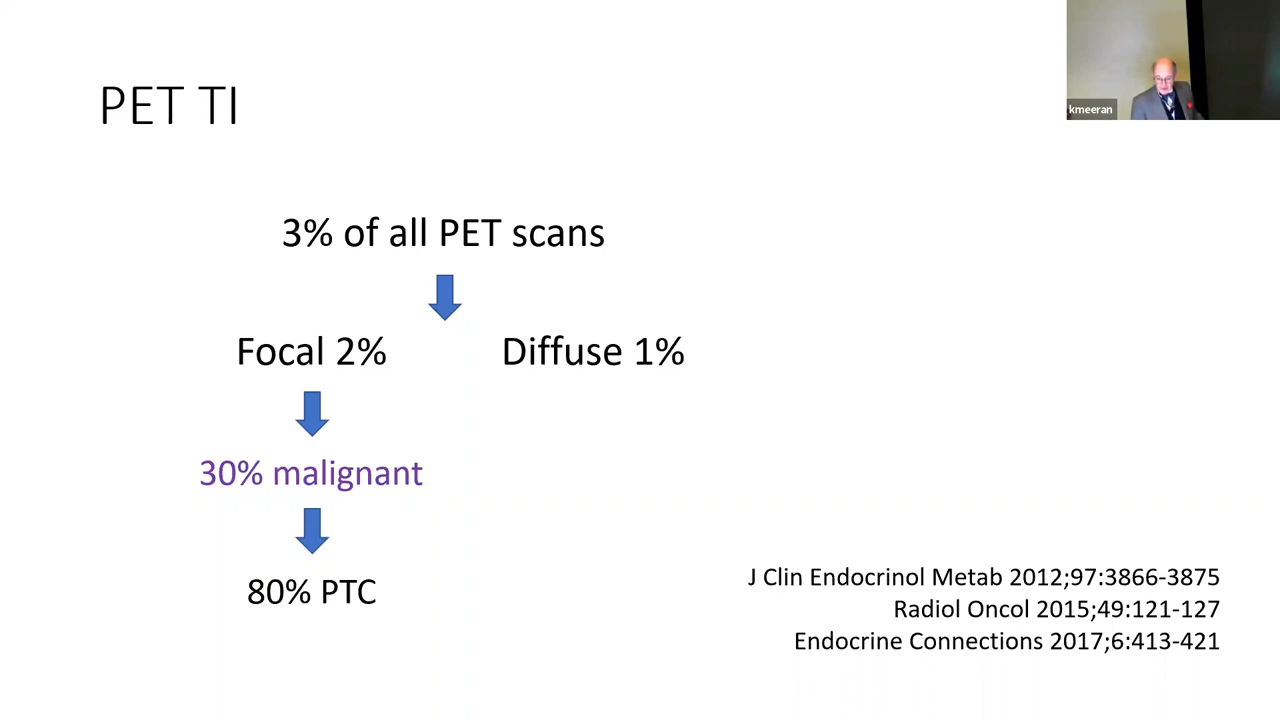 kmeeran
PET TI
3% of all PET scans
Focal 2% Diffuse 1%
30% malignant
80% PTC
J Clin Endocrinol Metab 2012;97:3866-3875
Radiol Oncol 2015;49:121-127
Endocrine Connections 2017;6:413-421